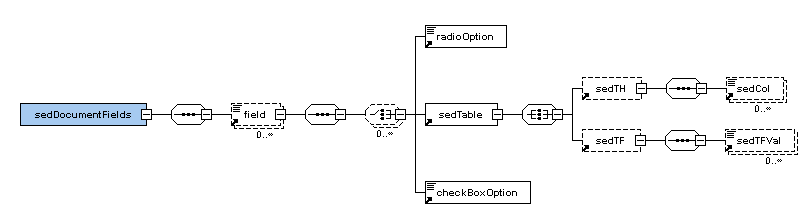 radioOption
sedTH
sedCol
0..∞
sedDocumentFields
field
0..∞
0..∞
sedTable
sedTF
sedTFVal
0..∞
checkBoxOption